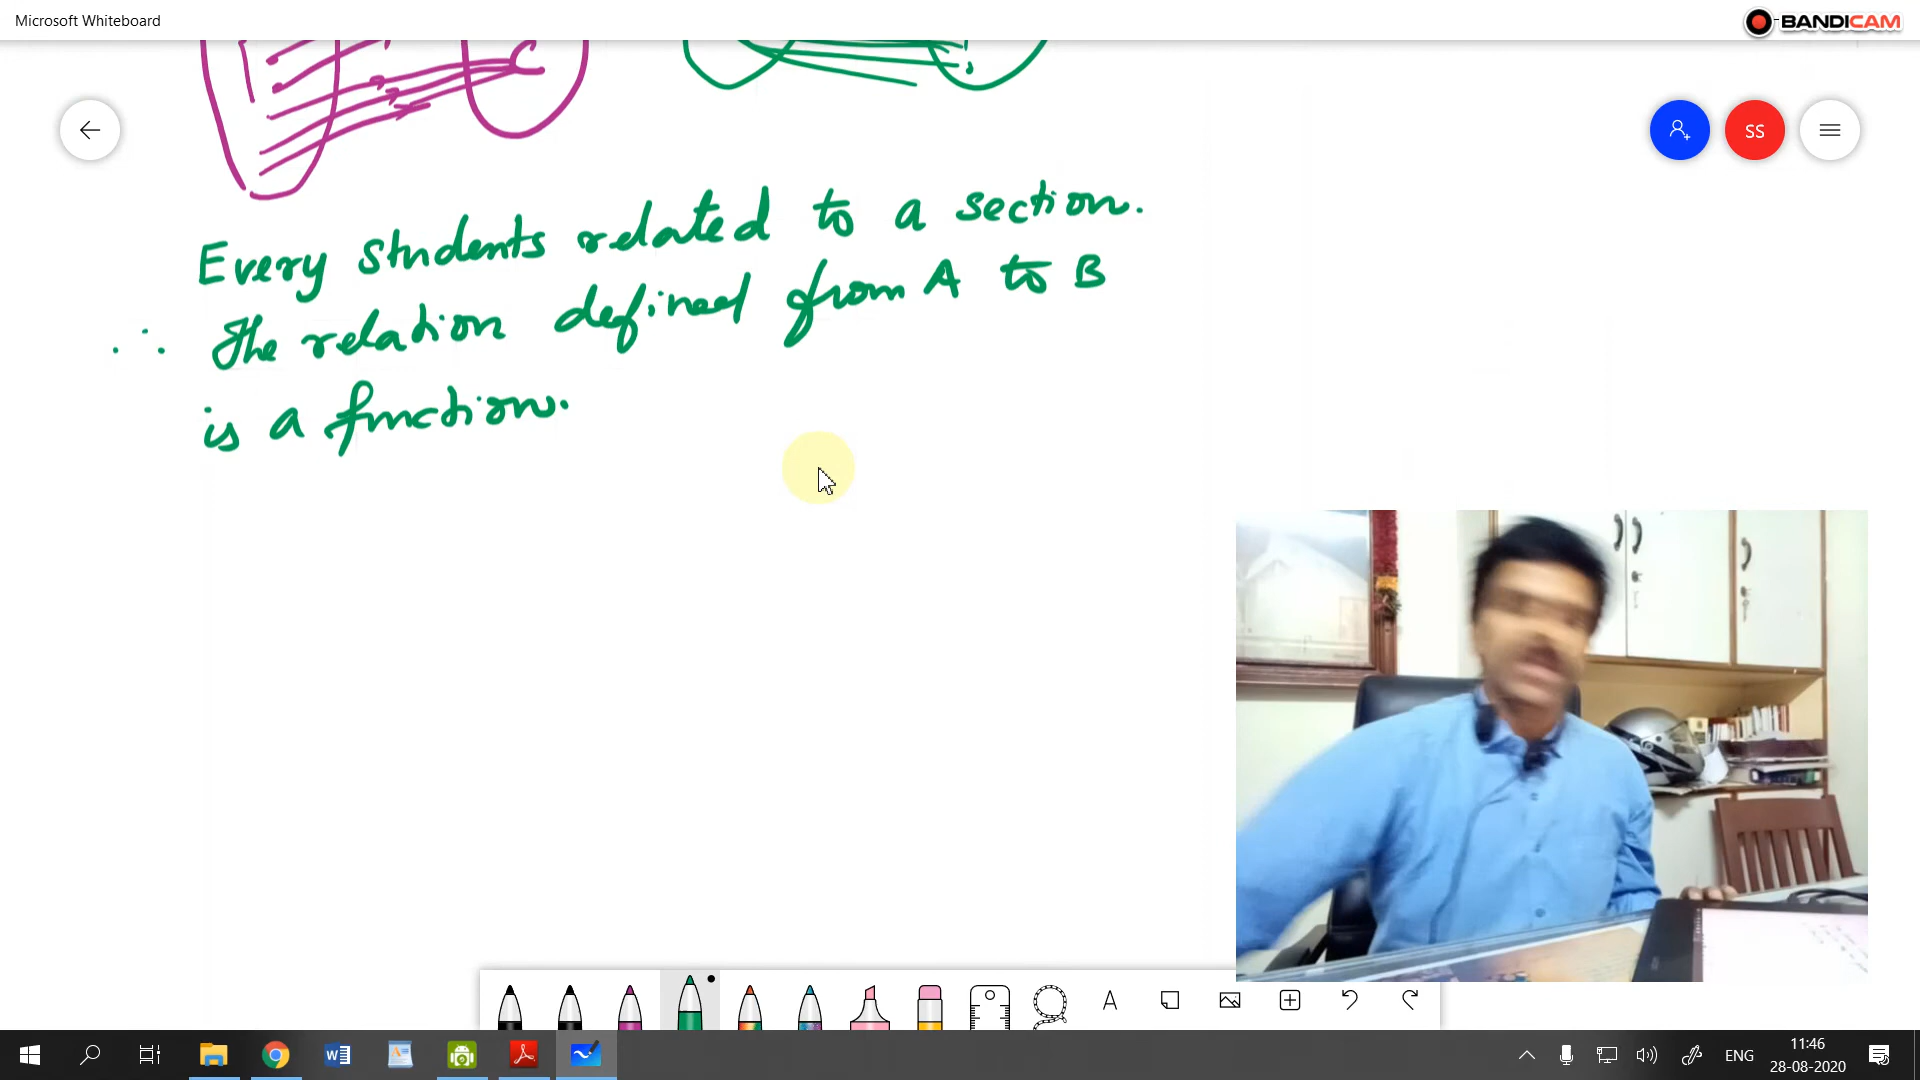 Microsoft Whiteboard
BANDICAM
SS
Every students related to a section.
∴ The relation defined from A to B
is a function.
A
ENG
11:46
28-08-2020